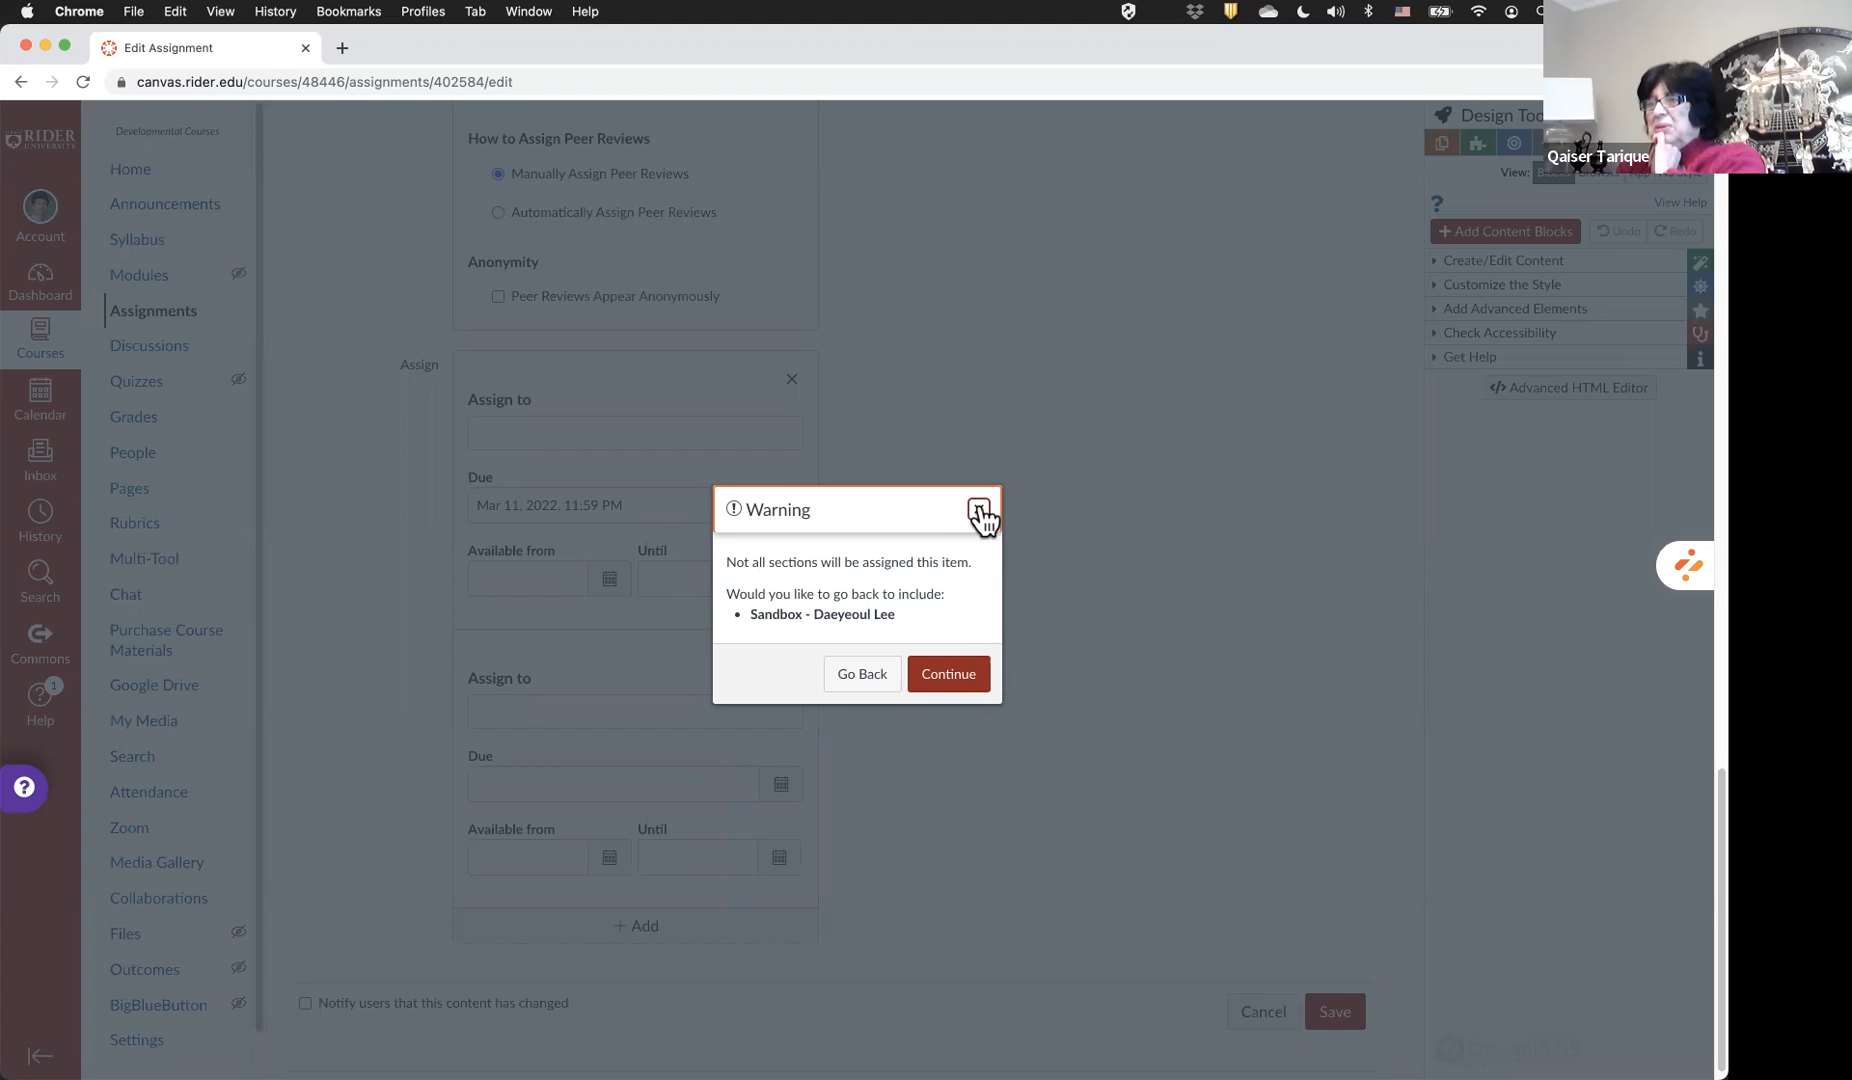 Chrome File Edit View History Bookmarks Profiles Tab Window Help
Edit Assignment
canvas.rider.edu/courses/48446/assignments/402584/edit
Qaiser Tarique
RIDER
UNIVERSITY
Account
Dashboard
Courses
Calendar
Inbox
History
Search
Commons
1
Help
Developmental Courses
Home
Announcements
Syllabus
Modules
Assignments
Discussions
Quizzes
Grades
People
Pages
Rubrics
Multi-Tool
Chat
Purchase Course
Materials
Google Drive
My Media
Search
Attendance
Zoom
Media Gallery
Collaborations
Files
Outcomes
BigBlueButton
Settings
How to Assign Peer Reviews
Manually Assign Peer Reviews
Automatically Assign Peer Reviews
Anonymity
Peer Reviews Appear Anonymously
Assign
Assign to
Due
Mar 11, 2022, 11:59 PM
Available from Until
Assign to
Due
Available from Until
+ Add
Notify users that this content has changed
Cancel Save
Warning
Not all sections will be assigned this item.
Would you like to go back to include:
• Sandbox - Daeyeoul Lee
Go Back Continue
Design Too
View:
View Help
+ Add Content Blocks Undo Redo
Create/Edit Content
Customize the Style
Add Advanced Elements
Check Accessibility
Get Help
</> Advanced HTML Editor